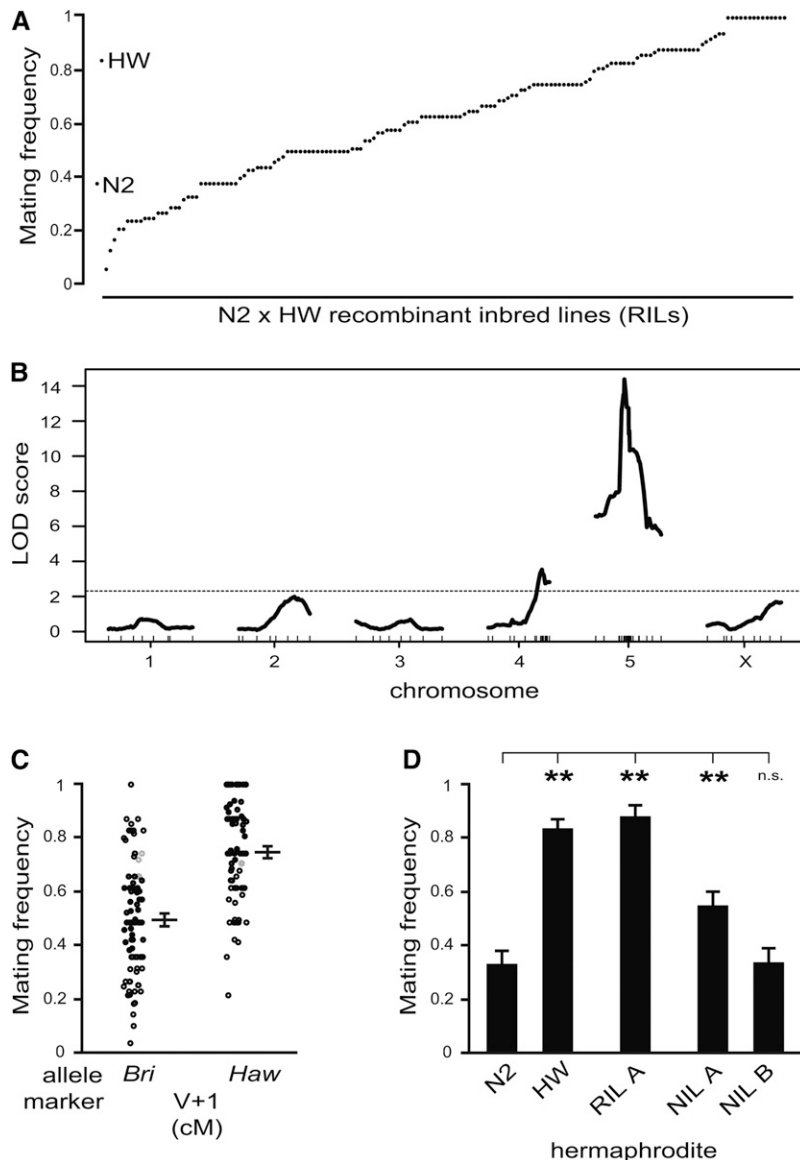 A
Mating frequency
1
0.8
0.6
0.4
0.2
0
HW
N2
N2 x HW recombinant inbred lines (RILs)
B
LOD score
14
12
10
8
6
4
2
0
1 2 3 4 5 X
chromosome
C
Mating frequency
1
0.8
0.6
0.4
0.2
0
allele Bri Haw
marker V+1
(cM)
D
Mating frequency
1
0.8
0.6
0.4
0.2
0
** ** ** n.s.
N2 HW RIL A NIL A NIL B
hermaphrodite